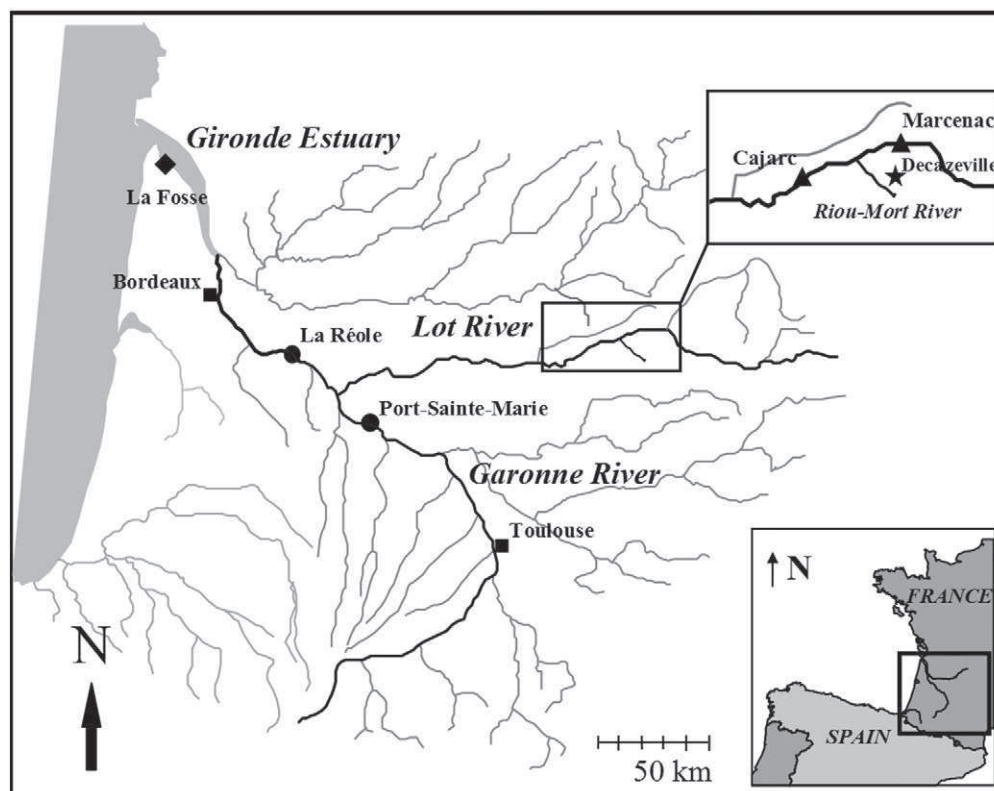 Gironde Estuary
La Fosse
Bordeaux
La Réole
Lot River
Port-Sainte-Marie
Garonne River
Toulouse
Marcenac
Cajarc
Decazeville
Riou-Mort River
N
50 km
N
FRANCE
SPAIN